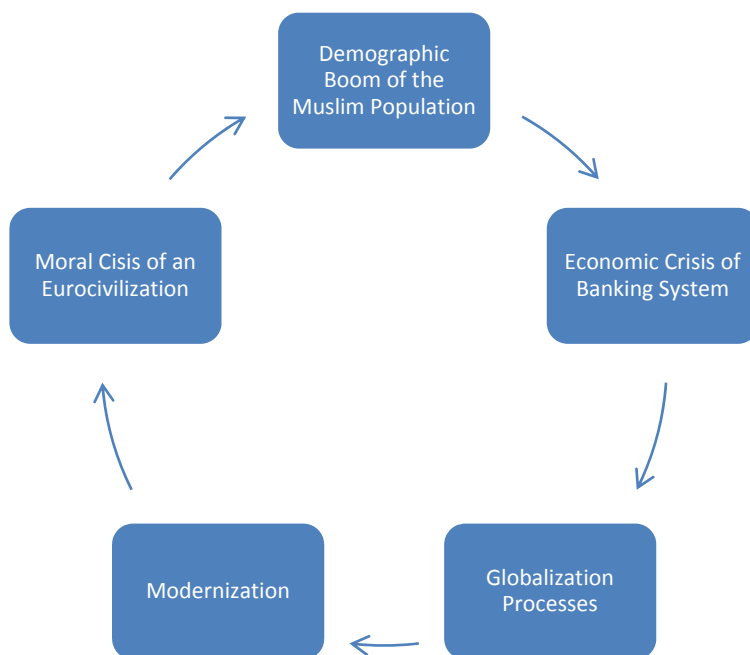 Demographic
Boom of the
Muslim Population
Economic Crisis of
Banking System
Globalization
Processes
Modernization
Moral Cisis of an
Eurocivilization